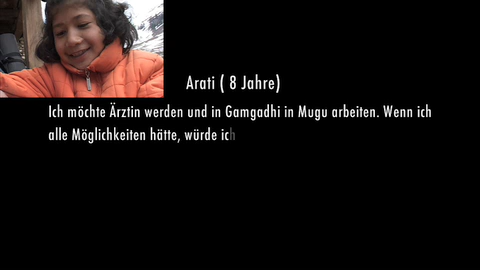 Arati ( 8 Jahre)
Ich möchte Ärztin werden und in Gamgadhi in Mugu arbeiten. Wenn ich
alle Möglichkeiten hätte, würde ich